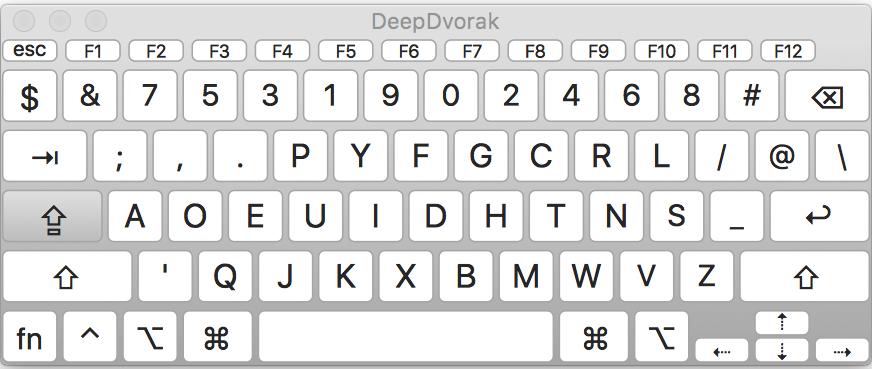 DeepDvorak
esc F1 F2 F3 F4 F5 F6 F7 F8 F9 F10 F11 F12
$ & 7 5 3 1 9 0 2 4 6 8 # ⌫
⇥ ; , . P Y F G C R L / @ \
⇪ A O E U I D H T N S _ ↩
⇧ ' Q J K X B M W V Z ⇧
fn ^ ⌥ ⌘ ⌘ ⌥ ⇠ ⇡ ⇣ ⇢